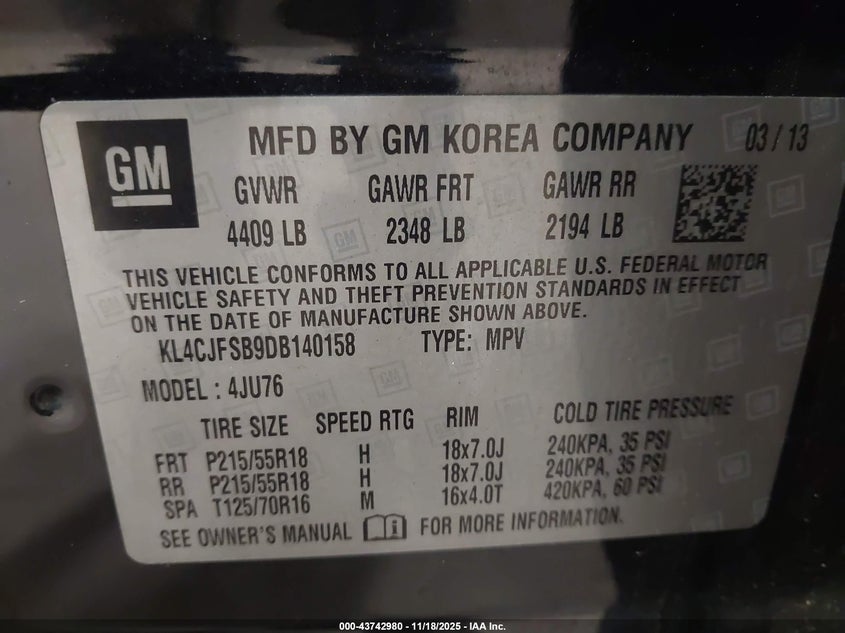 GM
MFD BY GM KOREA COMPANY 03/13
GVWR GAWR FRT GAWR RR
4409 LB 2348 LB 2194 LB
THIS VEHICLE CONFORMS TO ALL APPLICABLE U.S. FEDERAL MOTOR
VEHICLE SAFETY AND THEFT PREVENTION STANDARDS IN EFFECT
ON THE DATE OF MANUFACTURE SHOWN ABOVE.
KL4CJFSB9DB140158 TYPE: MPV
MODEL : 4JU76
TIRE SIZE SPEED RTG RIM COLD TIRE PRESSURE
FRT P215/55R18 H 18x7.0J 240KPA, 35 PSI
RR P215/55R18 H 18x7.0J 240KPA, 35 PSI
SPA T125/70R16 M 16x4.0T 420KPA, 60 PSI
SEE OWNER'S MANUAL FOR MORE INFORMATION.
000-43742980 - 11/18/2025 - IAA Inc.